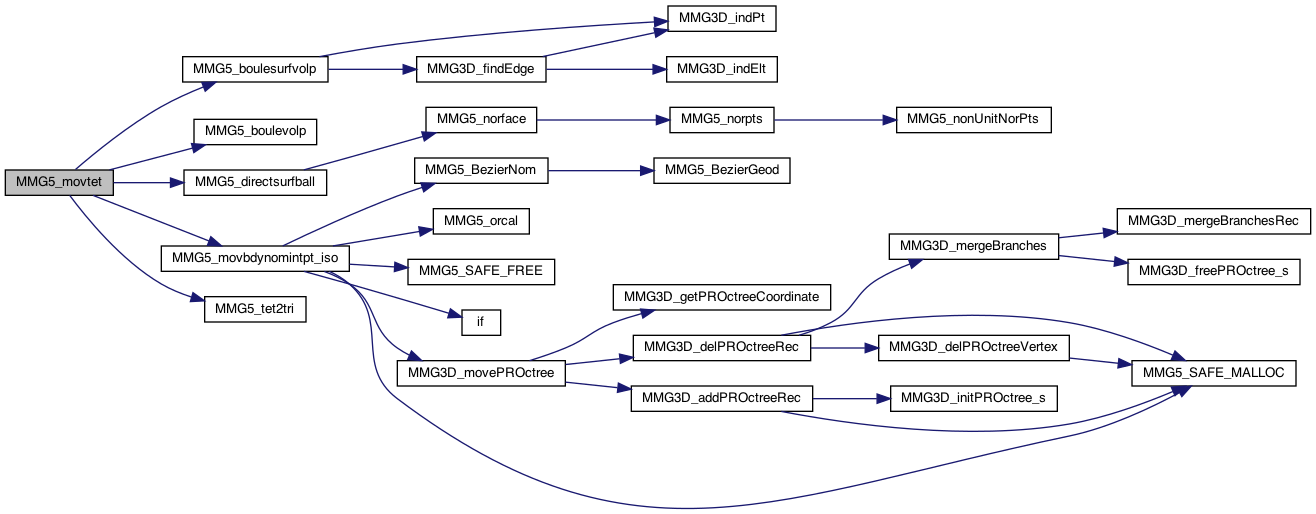 MMG5_movtet
MMG5_boulesurfvolp
MMG3D_indPt
MMG3D_findEdge
MMG3D_indElt
MMG5_boulevolp
MMG5_directsurfball
MMG5_norface
MMG5_norpts
MMG5_nonUnitNorPts
MMG5_movbdynomintpt_iso
MMG5_BezierNom
MMG5_BezierGeod
MMG5_orcal
MMG5_SAFE_FREE
if
MMG3D_movePROctree
MMG3D_getPROctreeCoordinate
MMG3D_delPROctreeRec
MMG3D_mergeBranches
MMG3D_mergeBranchesRec
MMG3D_freePROctree_s
MMG3D_delPROctreeVertex
MMG5_SAFE_MALLOC
MMG3D_addPROctreeRec
MMG3D_initPROctree_s
MMG5_tet2tri